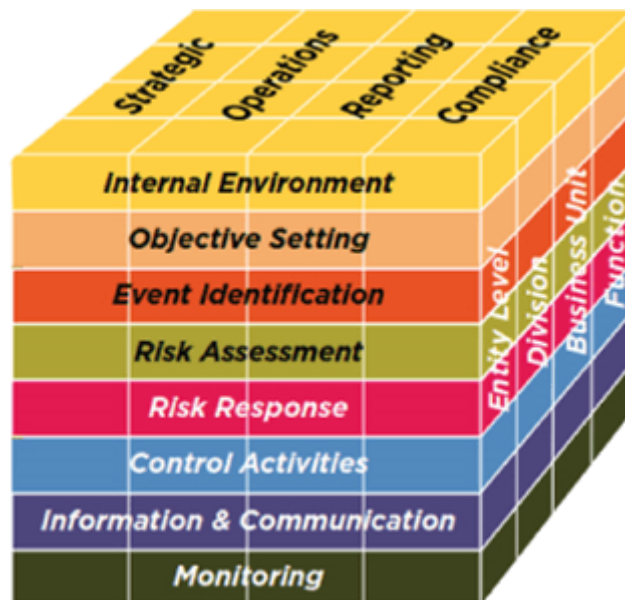 Strategic
Operations
Reporting
Compliance
Internal Environment
Objective Setting
Event Identification
Risk Assessment
Risk Response
Control Activities
Information & Communication
Monitoring
Entity Level
Division
Business Unit
Function